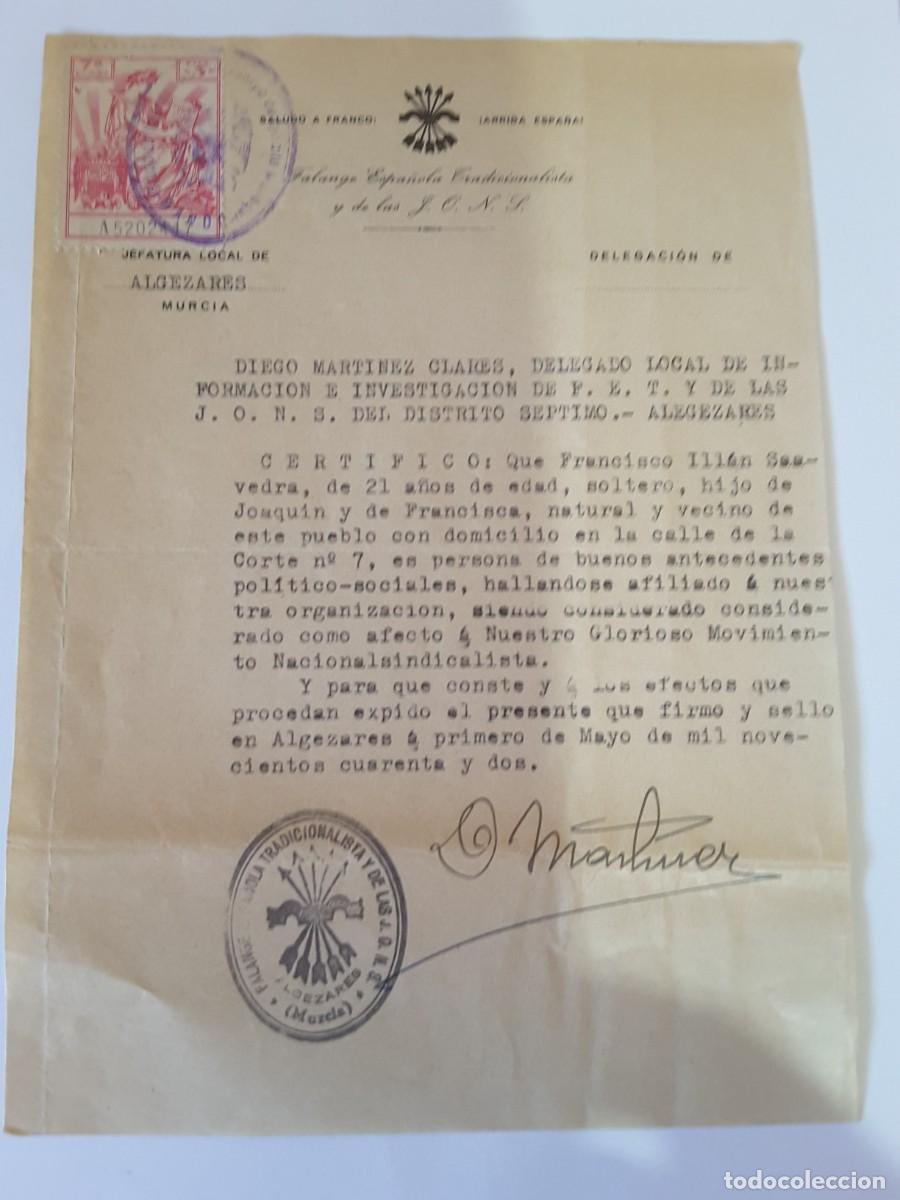 SALUDO A FRANCO: ¡ARRIBA ESPAÑA!
Falange Española Tradicionalista
y de las J. O. N. S.
JEFATURA LOCAL DE
ALGEZARES
MURCIA
DELEGACIÓN DE
DIEGO MARTINEZ CLARES, DELEGADO LOCAL DE IN-
FORMACION E INVESTIGACION DE F. E. T. Y DE LAS
J. O. N. S. DEL DISTRITO SEPTIMO.- ALEGEZARES
C E R T I F I C O: Que Francisco Illán Saa-
vedra, de 21 años de edad, soltero, hijo de
Joaquin y de Francisca, natural y vecino de
este pueblo con domicilio en la calle de la
Corte nº 7, es persona de buenos antecedentes
político-sociales, hallandose afiliado á nues-
tra organizacion, siendo considerado conside-
rado como afecto á Nuestro Glorioso Movimien-
to Nacionalsindicalista.
Y para que conste y á los efectos que
procedan expido el presente que firmo y sello
en Algezares á primero de Mayo de mil nove-
cientos cuarenta y dos.
D Martinez
FALANGE ESPAÑOLA TRADICIONALISTA Y DE LAS J. O. N. S.
ALGEZARES
(Murcia)
todocoleccion